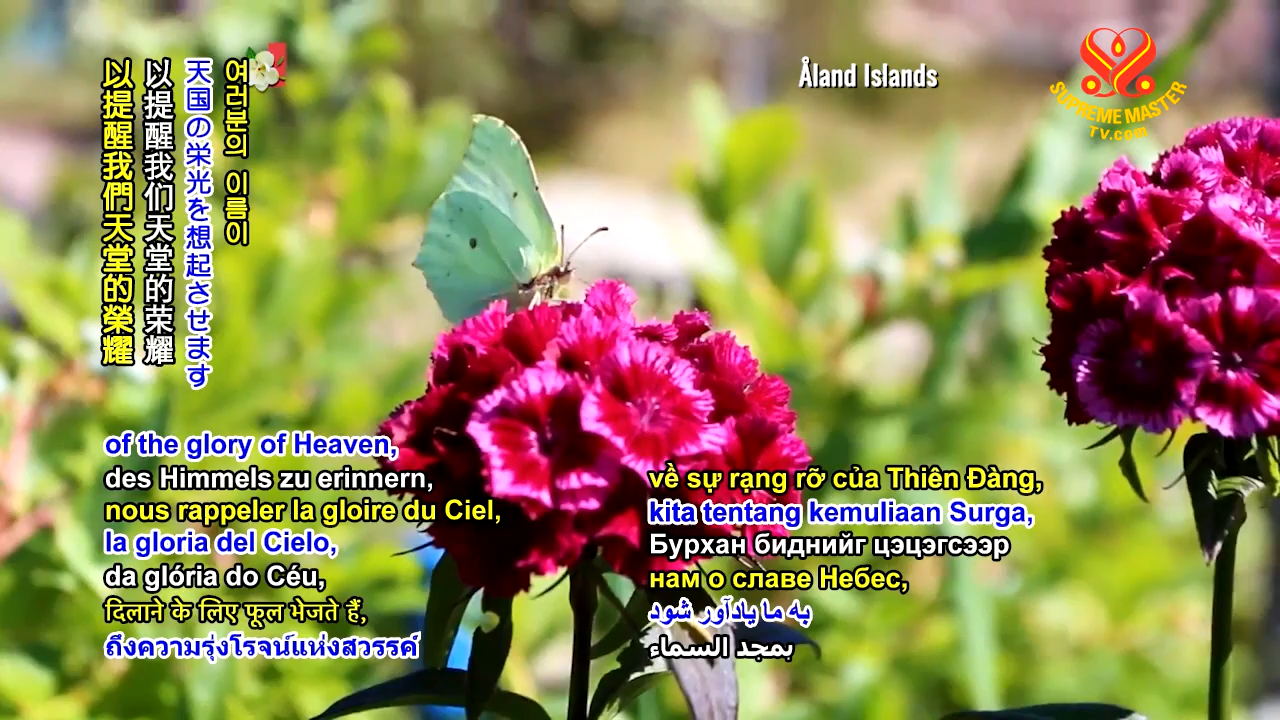 Åland Islands
SUPREME MASTER
TV.com
以提醒我們天堂的榮耀
以提醒我们天堂的荣耀
天国の栄光を想起させます
여러분의 이름이
of the glory of Heaven,
des Himmels zu erinnern,
nous rappeler la gloire du Ciel,
la gloria del Cielo,
da glória do Céu,
दिलाने के लिए फूल भेजते हैं,
ถึงความรุ่งโรจน์แห่งสวรรค์
về sự rạng rỡ của Thiên Đàng,
kita tentang kemuliaan Surga,
Бурхан биднийг цэцэгсээр
нам о славе Небес,
به ما یادآور شود
بمجد السماء